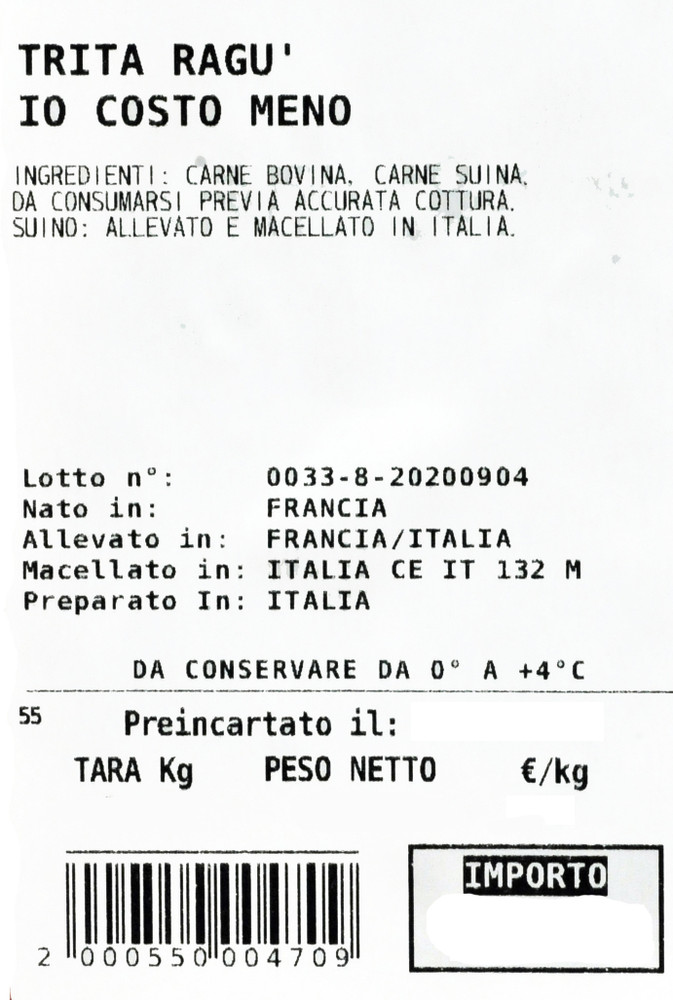 TRITA RAGU'
IO COSTO MENO
INGREDIENTI: CARNE BOVINA, CARNE SUINA.
DA CONSUMARSI PREVIA ACCURATA COTTURA.
SUINO: ALLEVATO E MACELLATO IN ITALIA.
Lotto n°: 0033-8-20200904
Nato in: FRANCIA
Allevato in: FRANCIA/ITALIA
Macellato in: ITALIA CE IT 132 M
Preparato In: ITALIA
DA CONSERVARE DA 0° A +4°C
55 Preincartato il:
TARA Kg PESO NETTO €/kg
IMPORTO
2 000550 004709